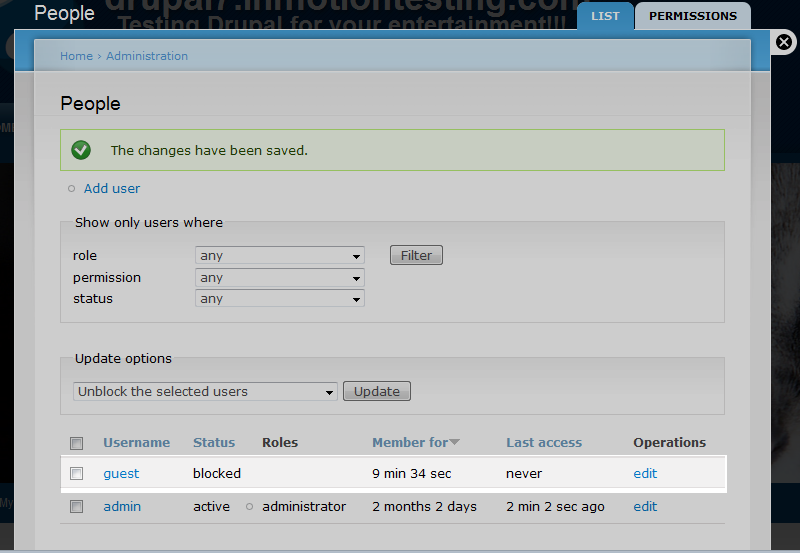 drupal7.inmotiontesting.com
People
LIST
PERMISSIONS
Testing Drupal for your entertainment!!!
Home › Administration
People
The changes have been saved.
Add user
Show only users where
role any Filter
permission any
status any
Update options
Unblock the selected users Update
Username Status Roles Member for Last access Operations
guest blocked 9 min 34 sec never edit
My
admin active administrator 2 months 2 days 2 min 2 sec ago edit